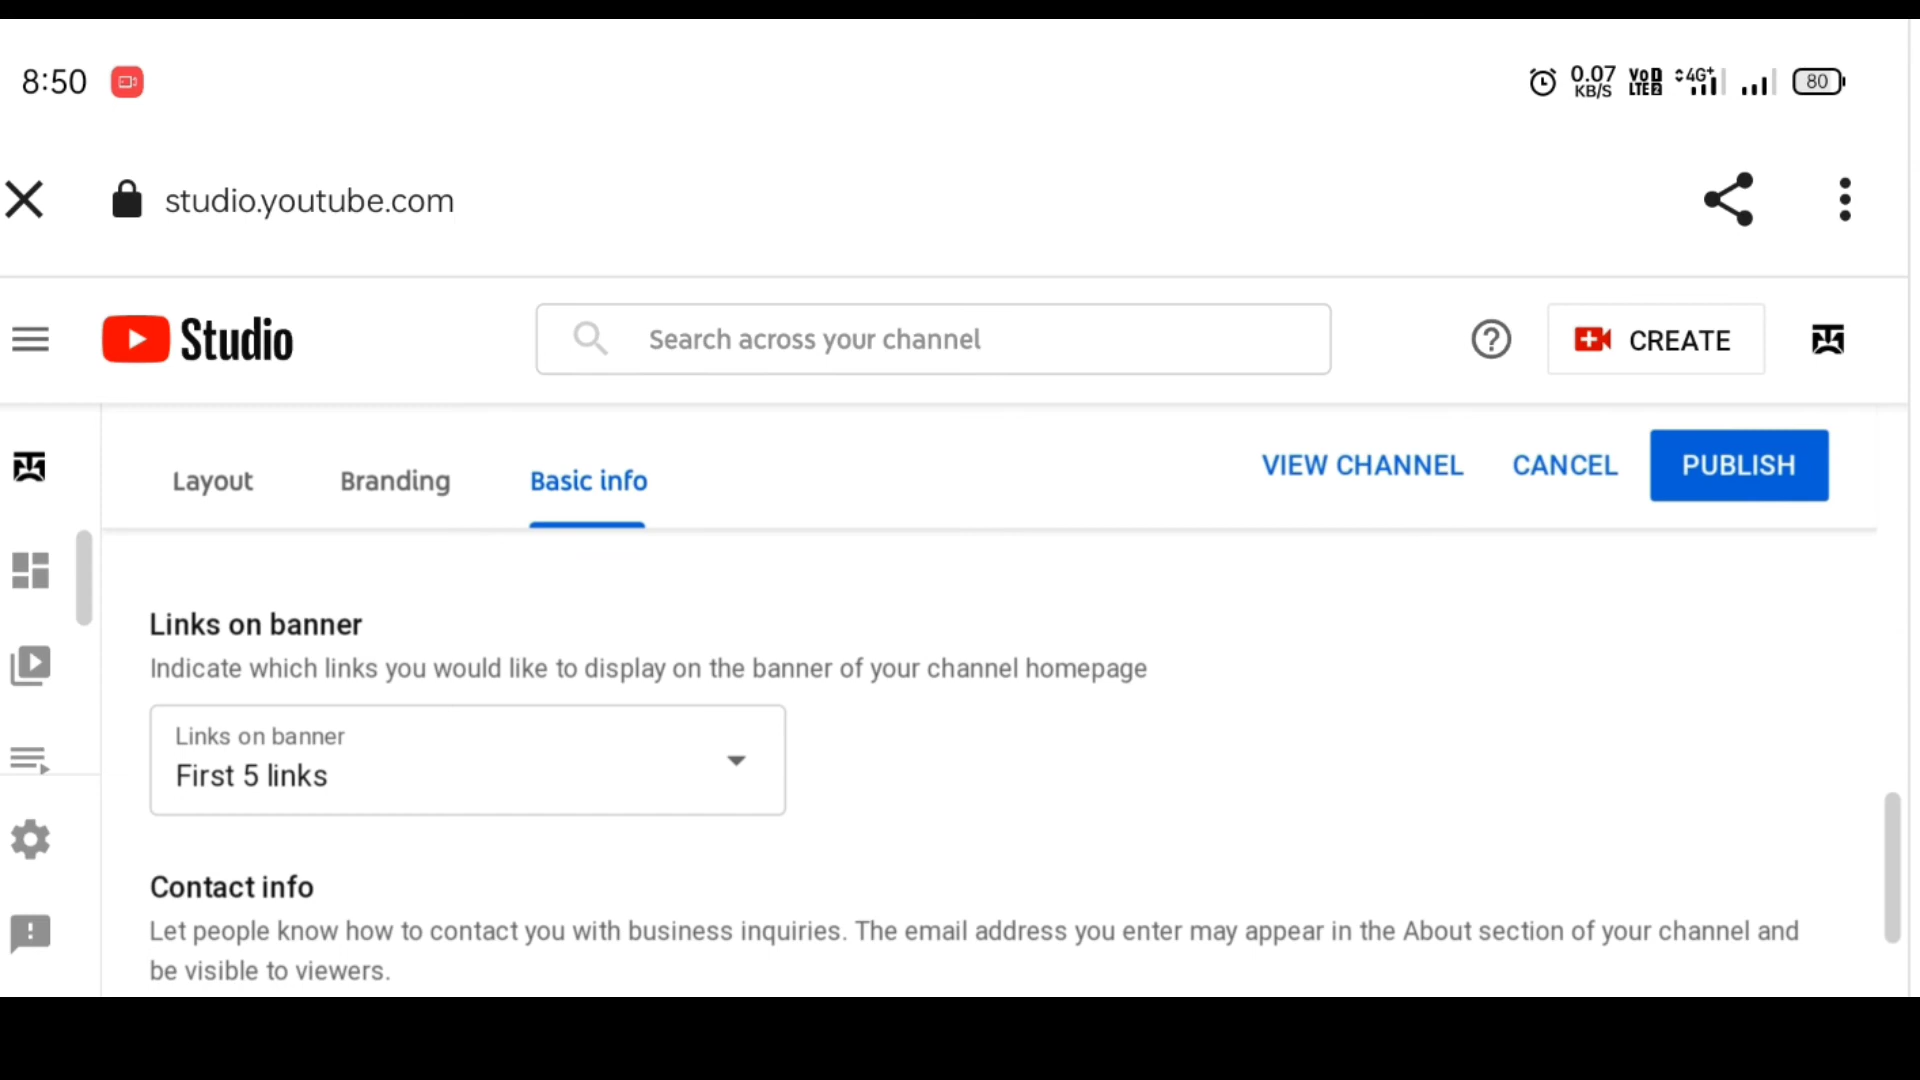 8:50
0.07
KB/S
VoD
LTE2
4G+
80
studio.youtube.com
Studio
Search across your channel
CREATE
Layout
Branding
Basic info
VIEW CHANNEL
CANCEL
PUBLISH
Links on banner
Indicate which links you would like to display on the banner of your channel homepage
Links on banner
First 5 links
Contact info
Let people know how to contact you with business inquiries. The email address you enter may appear in the About section of your channel and
be visible to viewers.